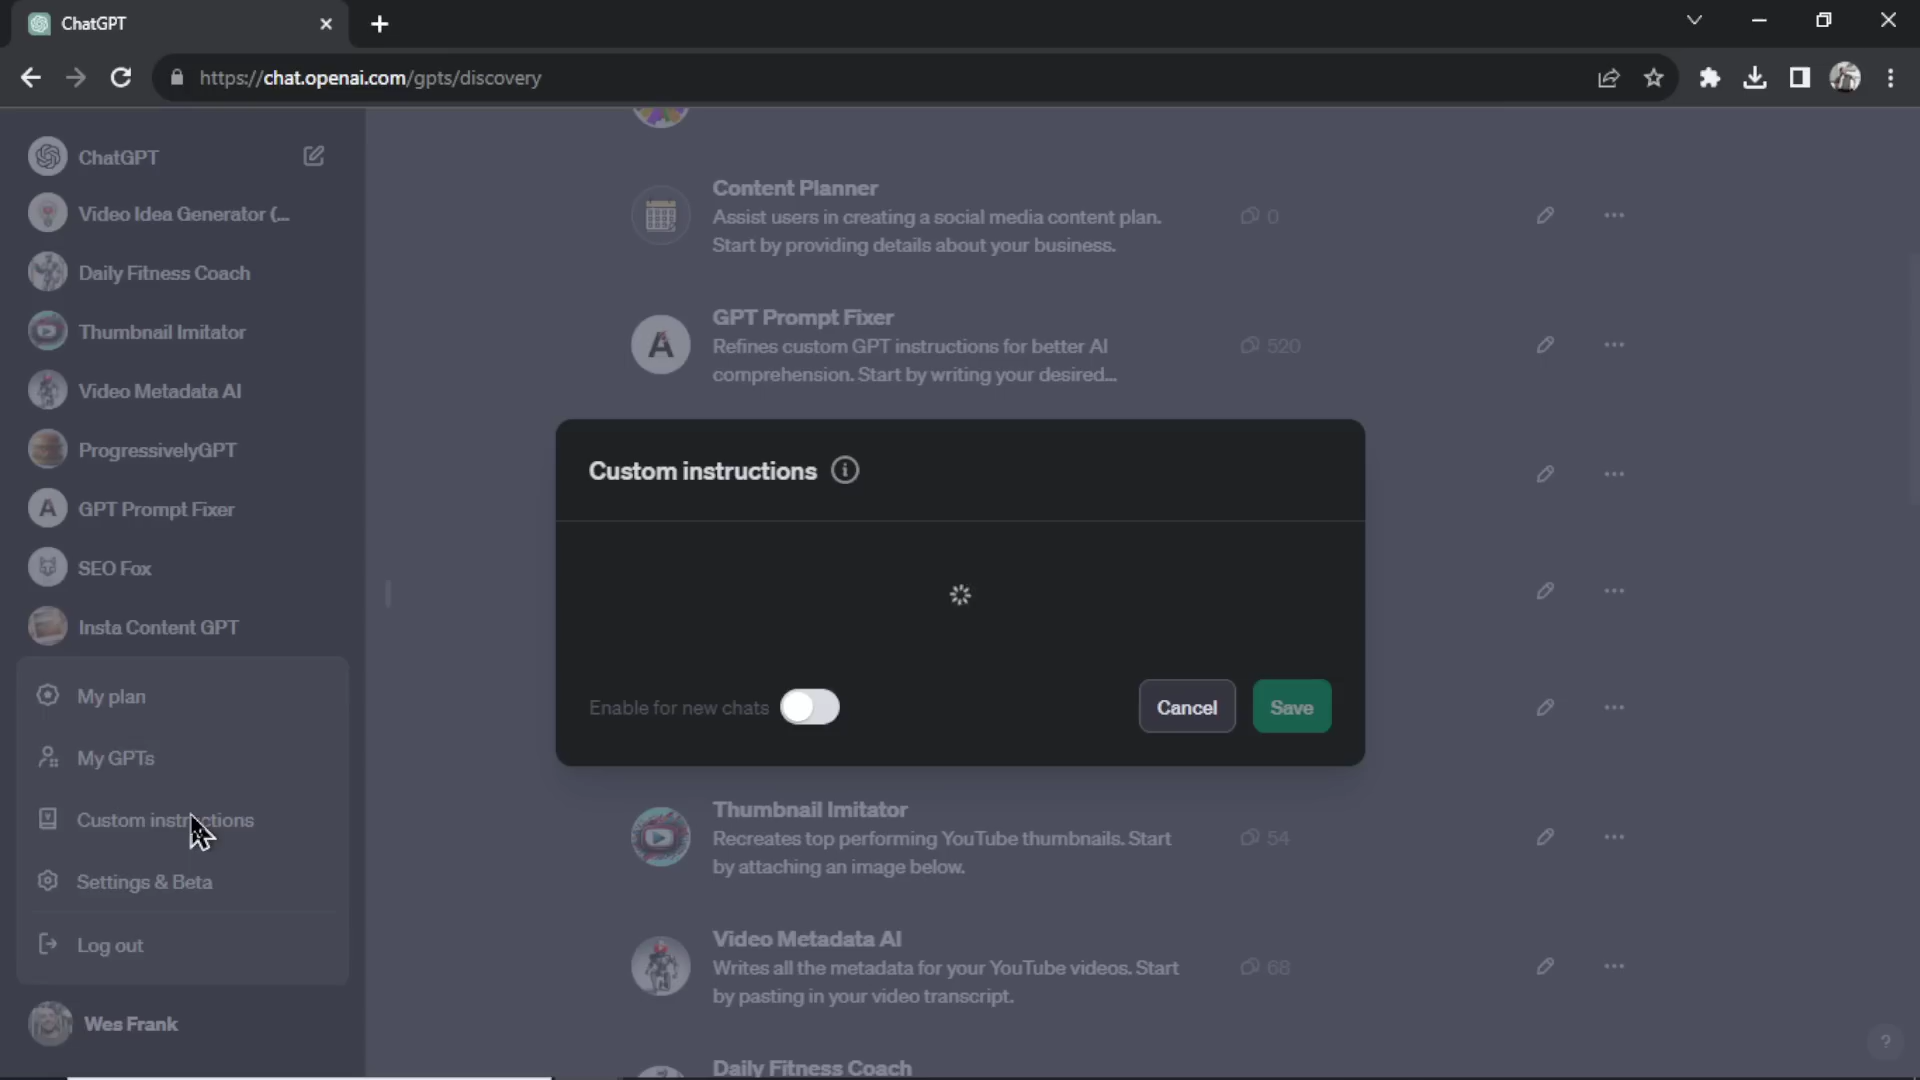 ChatGPT
https://chat.openai.com/gpts/discovery
ChatGPT
Video Idea Generator (...
Daily Fitness Coach
Thumbnail Imitator
Video Metadata AI
ProgressivelyGPT
GPT Prompt Fixer
SEO Fox
Insta Content GPT
My plan
My GPTs
Custom instructions
Settings & Beta
Log out
Wes Frank
Content Planner
Assist users in creating a social media content plan.
Start by providing details about your business.
0
GPT Prompt Fixer
Refines custom GPT instructions for better AI
comprehension. Start by writing your desired...
520
Custom instructions
Enable for new chats
Cancel
Save
Thumbnail Imitator
Recreates top performing YouTube thumbnails. Start
by attaching an image below.
54
Video Metadata AI
Writes all the metadata for your YouTube videos. Start
by pasting in your video transcript.
68
Daily Fitness Coach
?